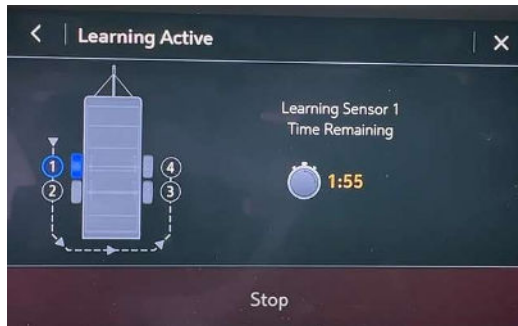 Learning Active
Learning Sensor 1
Time Remaining
1:55
1
4
2
3
Stop